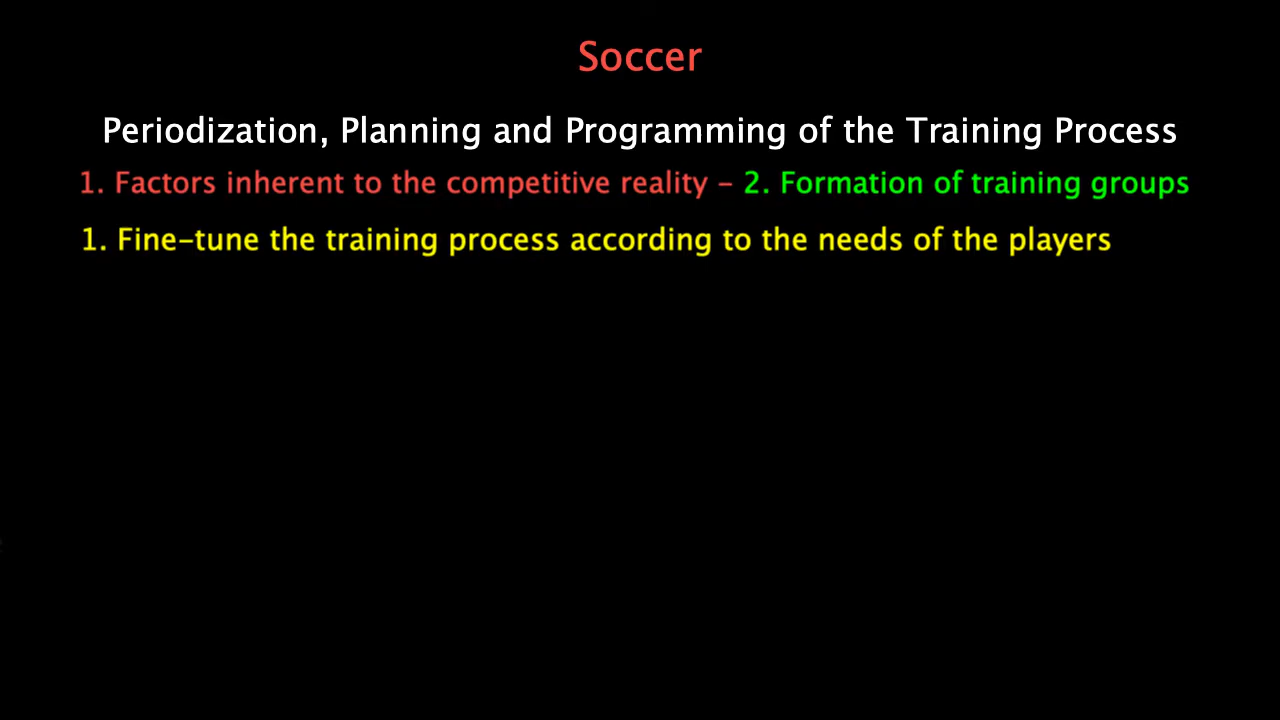 Soccer
Periodization, Planning and Programming of the Training Process
1. Factors inherent to the competitive reality - 2. Formation of training groups
1. Fine-tune the training process according to the needs of the players